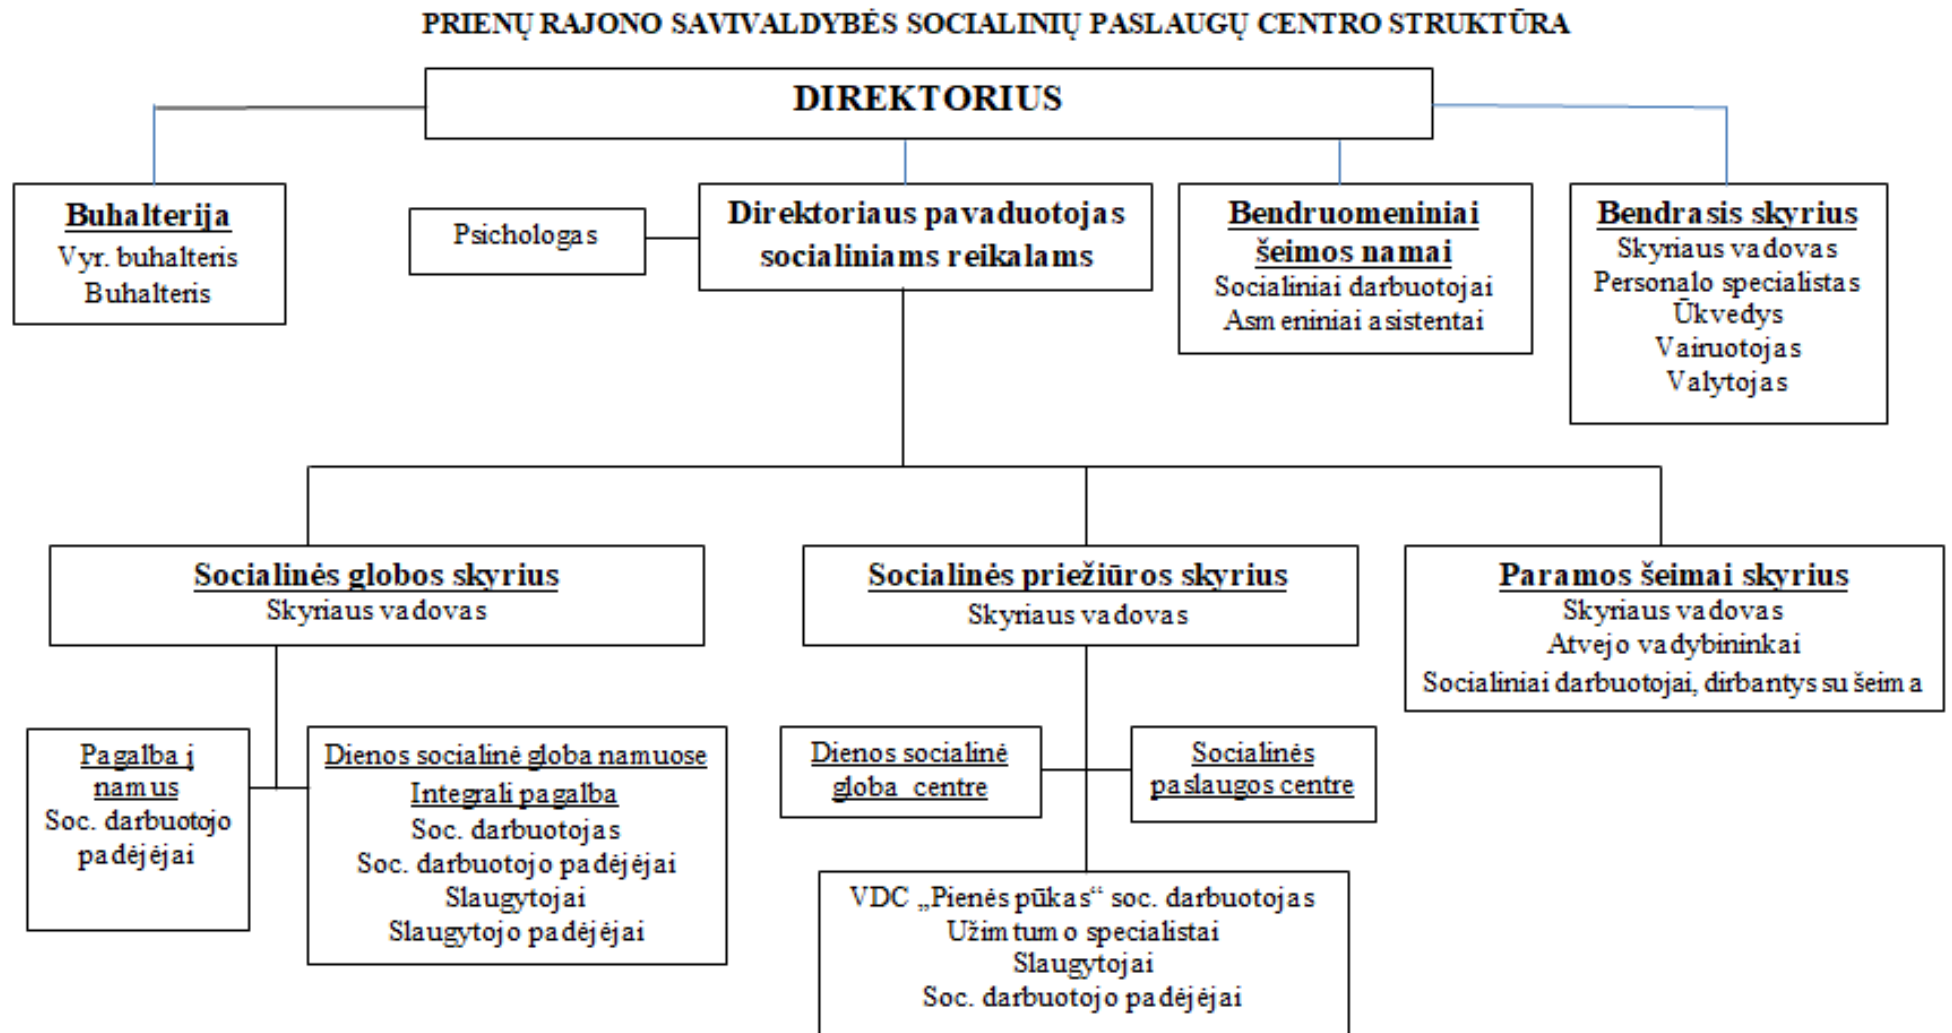 PRIENŲ RAJONO SAVIVALDYBĖS SOCIALINIŲ PASLAUGŲ CENTRO STRUKTŪRA
DIREKTORIUS
Buhalterija
Vyr. buhalteris
Buhalteris
Psichologas
Direktoriaus pavaduotojas
socialiniams reikalams
Bendruomeniniai
šeimos namai
Socialiniai darbuotojai
Asmeniniai asistentai
Bendrasis skyrius
Skyriaus vadovas
Personalo specialistas
Ūkvedys
Vairuotojas
Valytojas
Socialinės globos skyrius
Skyriaus vadovas
Socialinės priežiūros skyrius
Skyriaus vadovas
Paramos šeimai skyrius
Skyriaus vadovas
Atvejo vadybininkai
Socialiniai darbuotojai, dirbantys su šeima
Pagalba į
namus
Soc. darbuotojo
padėjėjai
Dienos socialinė globa namuose
Integrali pagalba
Soc. darbuotojas
Soc. darbuotojo padėjėjai
Slaugytojai
Slaugytojo padėjėjai
Dienos socialinė
globa centre
Socialinės
paslaugos centre
VDC „Pienės pūkas“ soc. darbuotojas
Užimtumo specialistai
Slaugytojai
Soc. darbuotojo padėjėjai